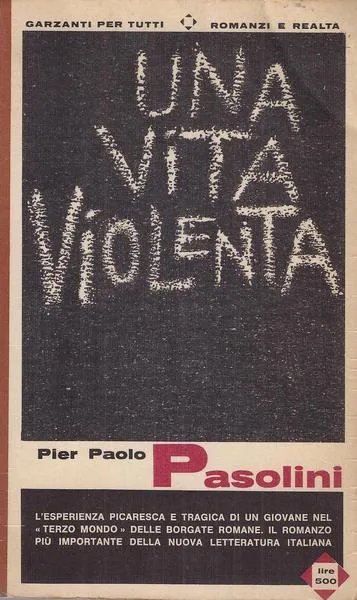 GARZANTI PER TUTTI ROMANZI E REALTA
UNA
VITA
VIOLENTA
Pier Paolo Pasolini
L'ESPERIENZA PICARESCA E TRAGICA DI UN GIOVANE NEL
« TERZO MONDO » DELLE BORGATE ROMANE. IL ROMANZO
PIÙ IMPORTANTE DELLA NUOVA LETTERATURA ITALIANA
lire
500